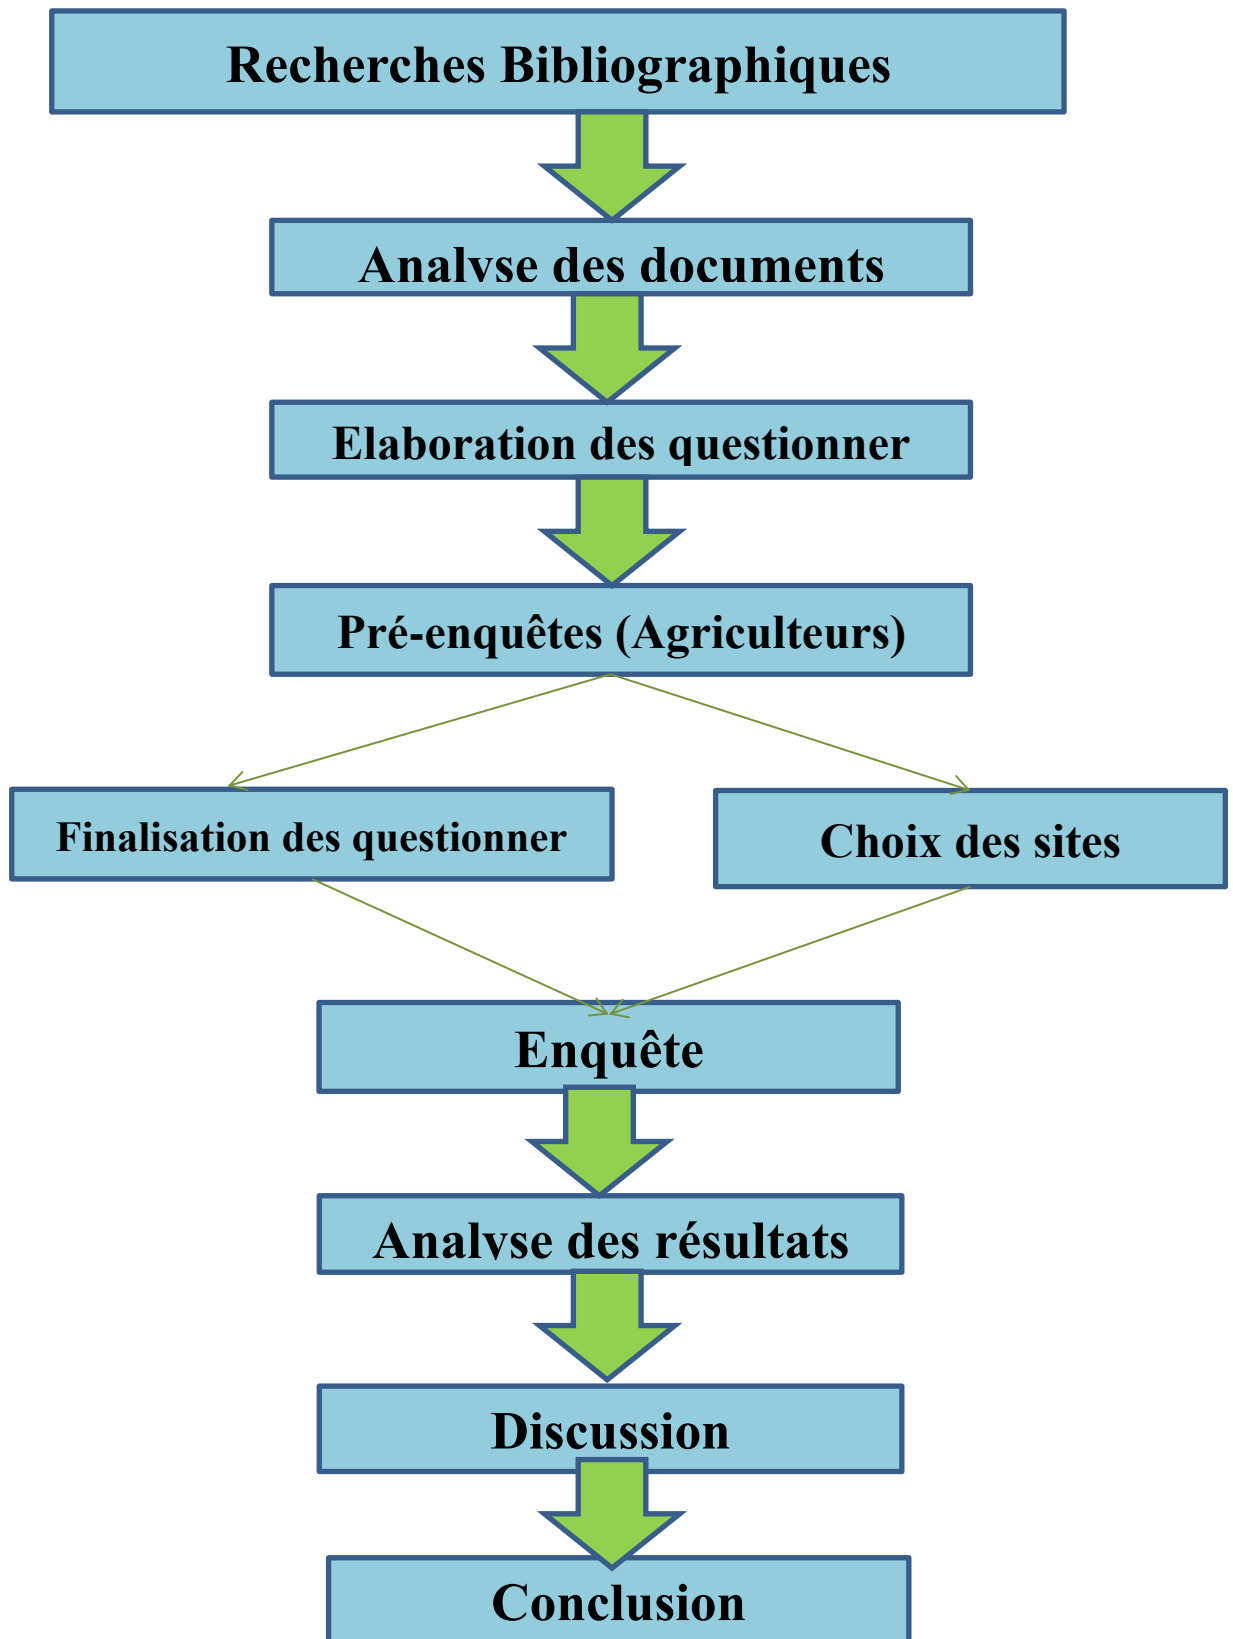 Recherches Bibliographiques
Analyse des documents
Elaboration des questionner
Pré-enquêtes (Agriculteurs)
Finalisation des questionner
Choix des sites
Enquête
Analyse des résultats
Discussion
Conclusion